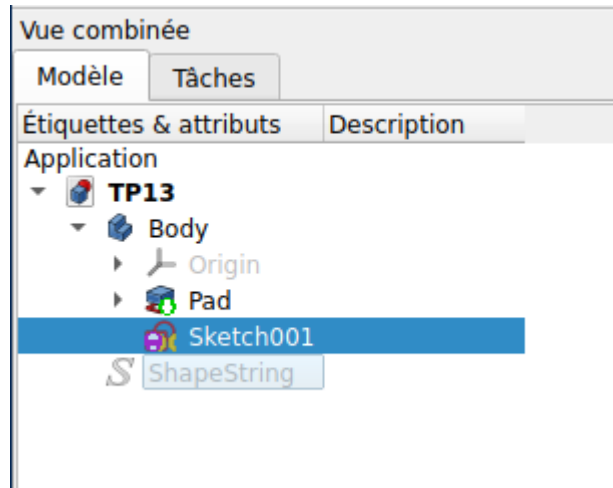 Vue combinée
Modèle Tâches
Étiquettes & attributs Description
Application
TP13
Body
Origin
Pad
Sketch001
ShapeString